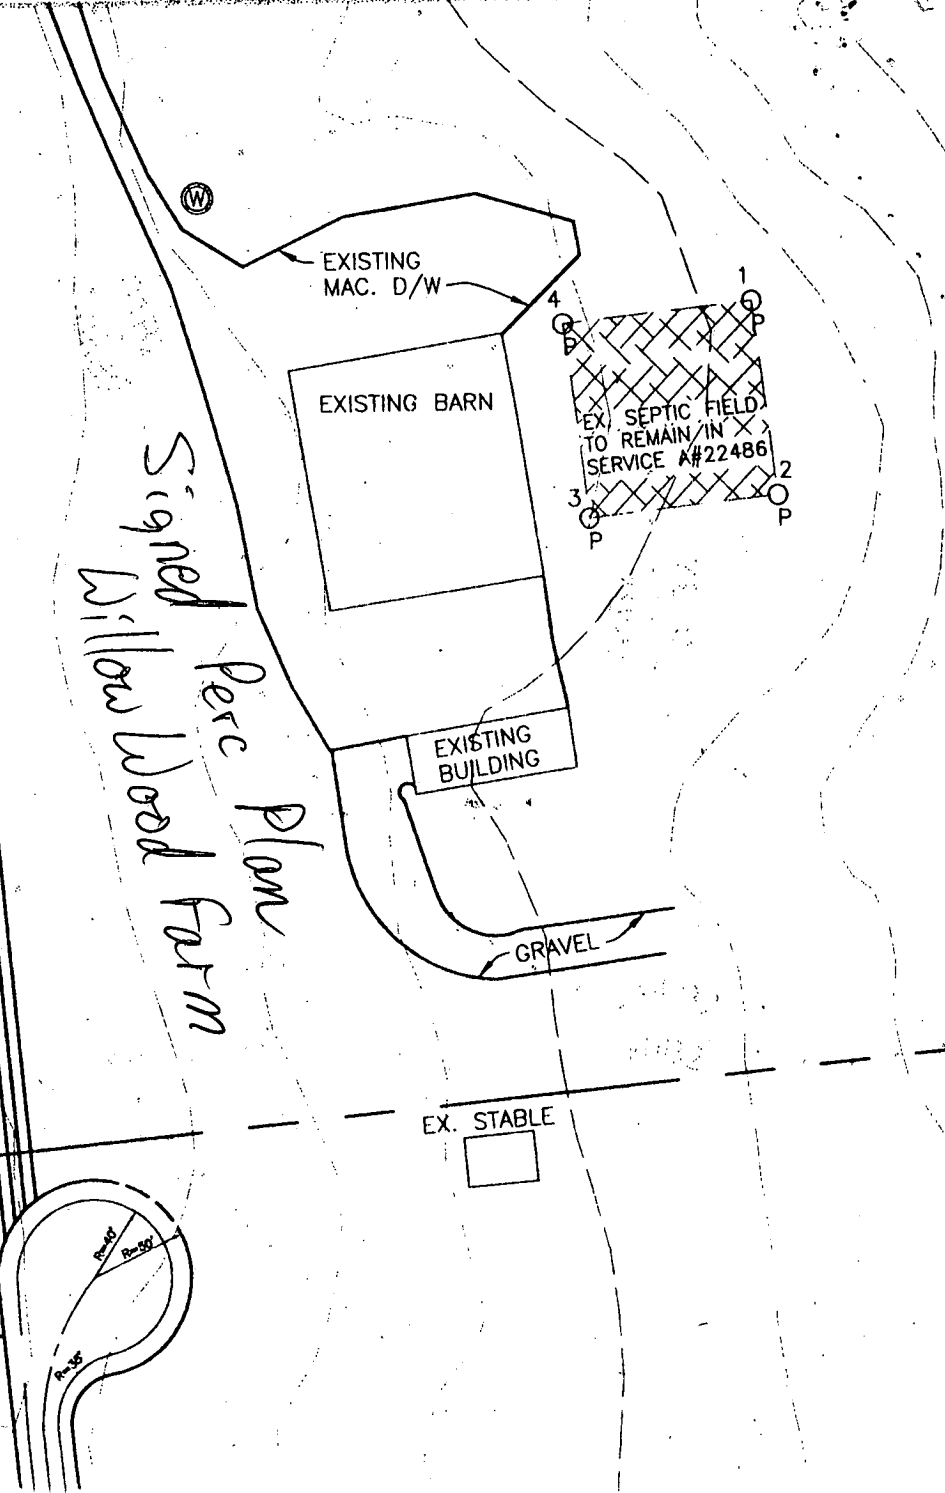 W
EXISTING
MAC. D/W
1
P
4
P
EXISTING BARN
EX. SEPTIC FIELD
TO REMAIN IN
SERVICE A#22486
2
P
3
P
Signed Perc Plan
Willow Wood Farm
EXISTING
BUILDING
GRAVEL
EX. STABLE
R=40'
R=50'
R=35'